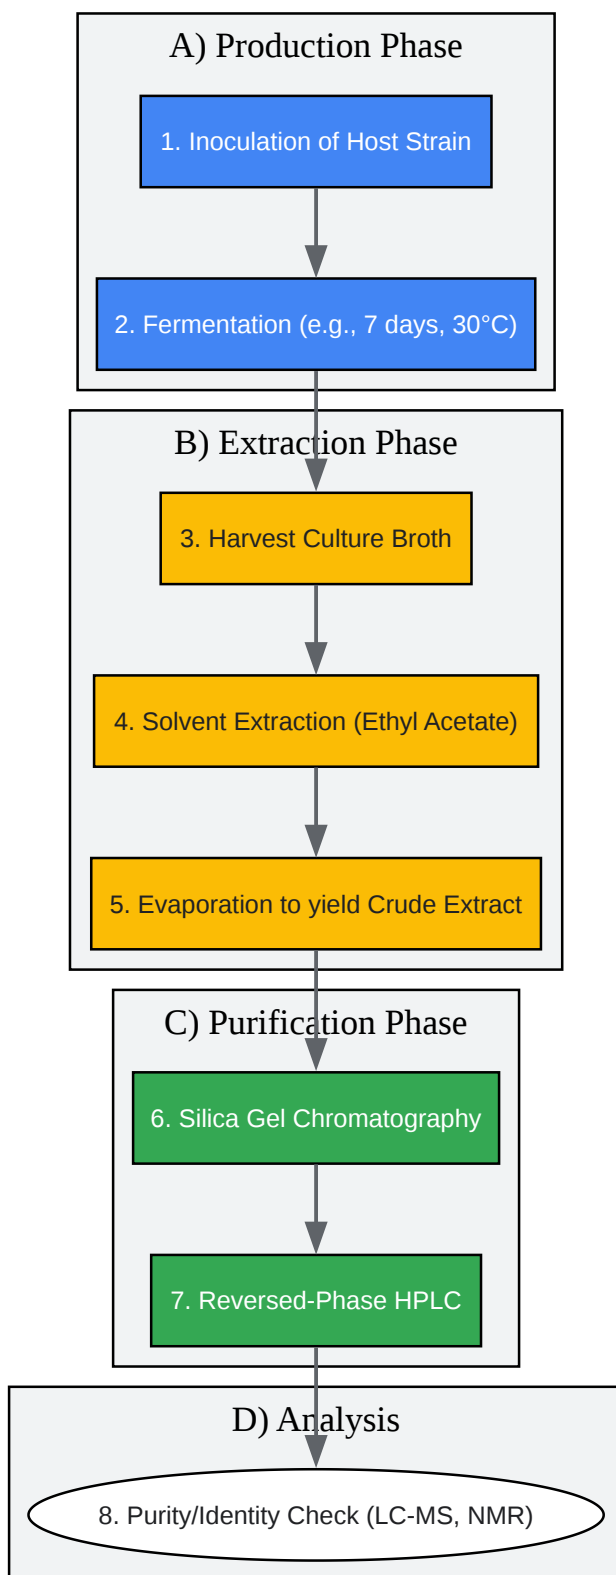 A) Production Phase
1. Inoculation of Host Strain
2. Fermentation (e.g., 7 days, 30°C)
B) Extraction Phase
3. Harvest Culture Broth
4. Solvent Extraction (Ethyl Acetate)
5. Evaporation to yield Crude Extract
C) Purification Phase
6. Silica Gel Chromatography
7. Reversed-Phase HPLC
D) Analysis
8. Purity/Identity Check (LC-MS, NMR)